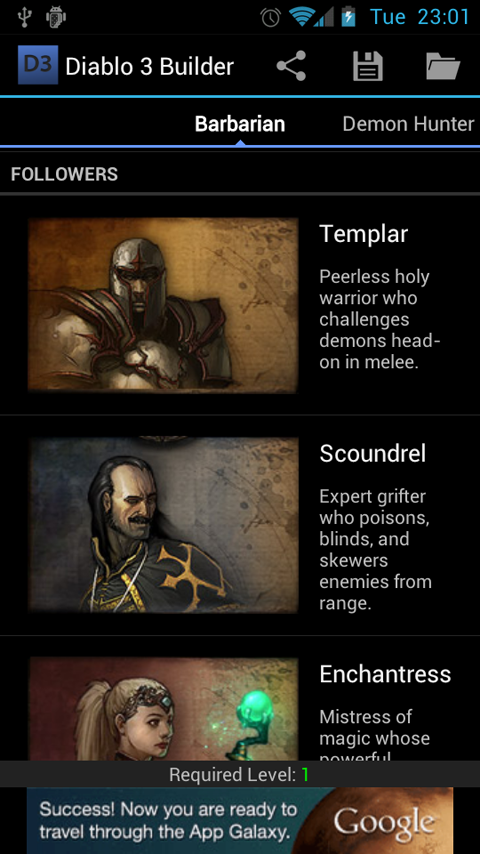 Tue 23:01
D3 Diablo 3 Builder
Barbarian Demon Hunter
FOLLOWERS
Templar
Peerless holy
warrior who
challenges
demons head-
on in melee.
Scoundrel
Expert grifter
who poisons,
blinds, and
skewers
enemies from
range.
Enchantress
Mistress of
magic whose
powerful
Required Level: 1
Success! Now you are ready to
travel through the App Galaxy.
Google